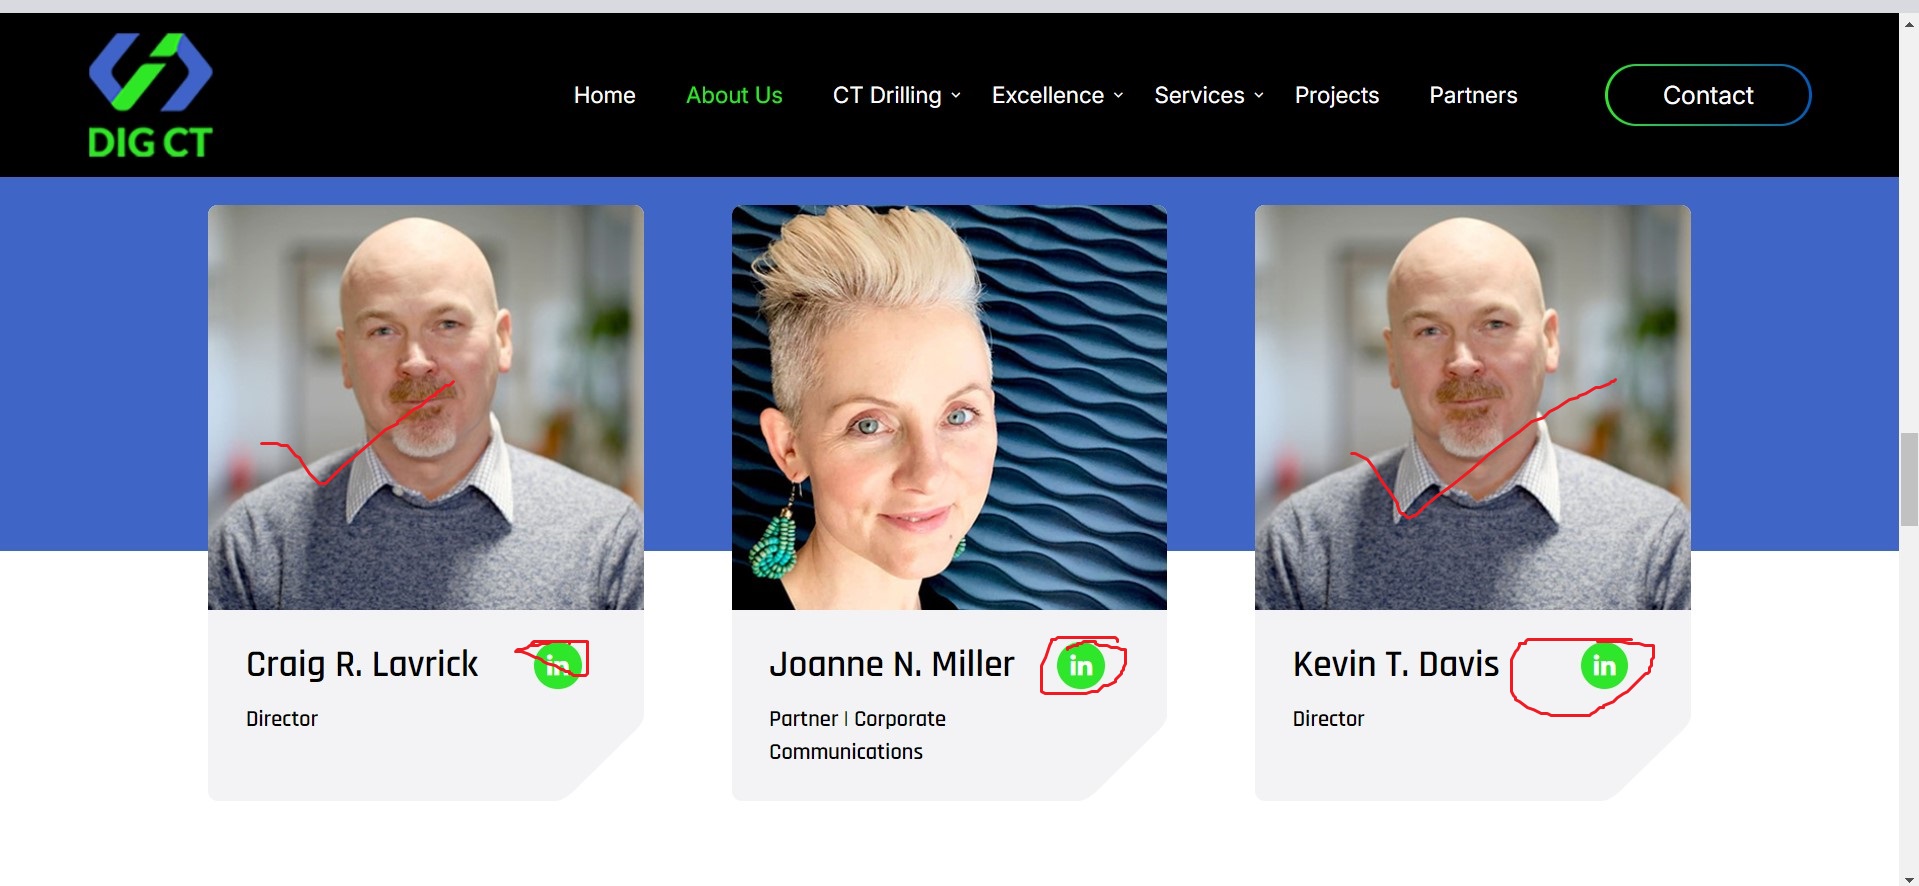 DIG CT
Home About Us CT Drilling Excellence Services Projects Partners Contact
Craig R. Lavrick in
Director
Joanne N. Miller in
Partner | Corporate
Communications
Kevin T. Davis in
Director